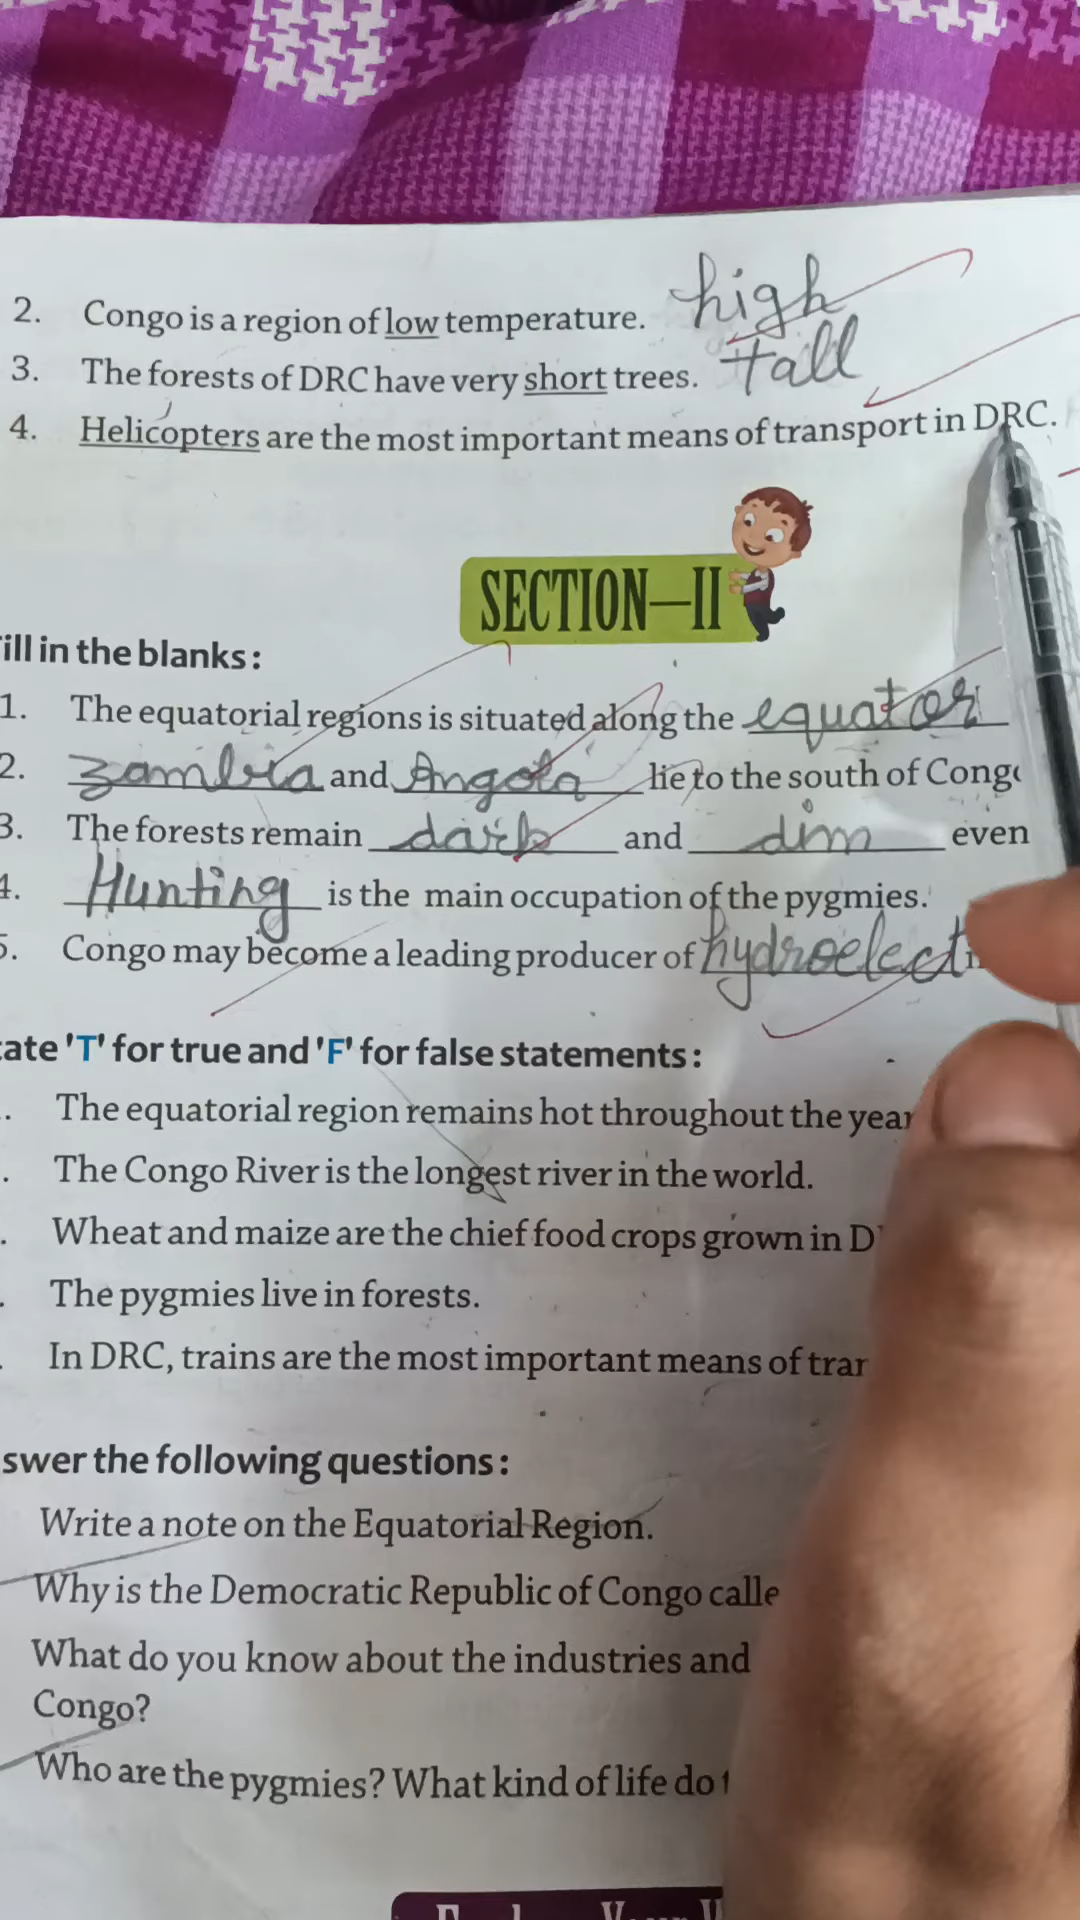 2. Congo is a region of low temperature. high
3. The forests of DRC have very short trees. tall
4. Helicopters are the most important means of transport in DRC.
SECTION—II
ill in the blanks:
1. The equatorial regions is situated along the equator
2. Zambia and Angola lie to the south of Cong
3. The forests remain dark and dim even
4. Hunting is the main occupation of the pygmies.
5. Congo may become a leading producer of hydroelect
ate 'T' for true and 'F' for false statements:
. The equatorial region remains hot throughout the year
. The Congo River is the longest river in the world.
. Wheat and maize are the chief food crops grown in D
. The pygmies live in forests.
. In DRC, trains are the most important means of tran
swer the following questions:
Write a note on the Equatorial Region.
Why is the Democratic Republic of Congo calle
What do you know about the industries and
Congo?
Who are the pygmies? What kind of life do t